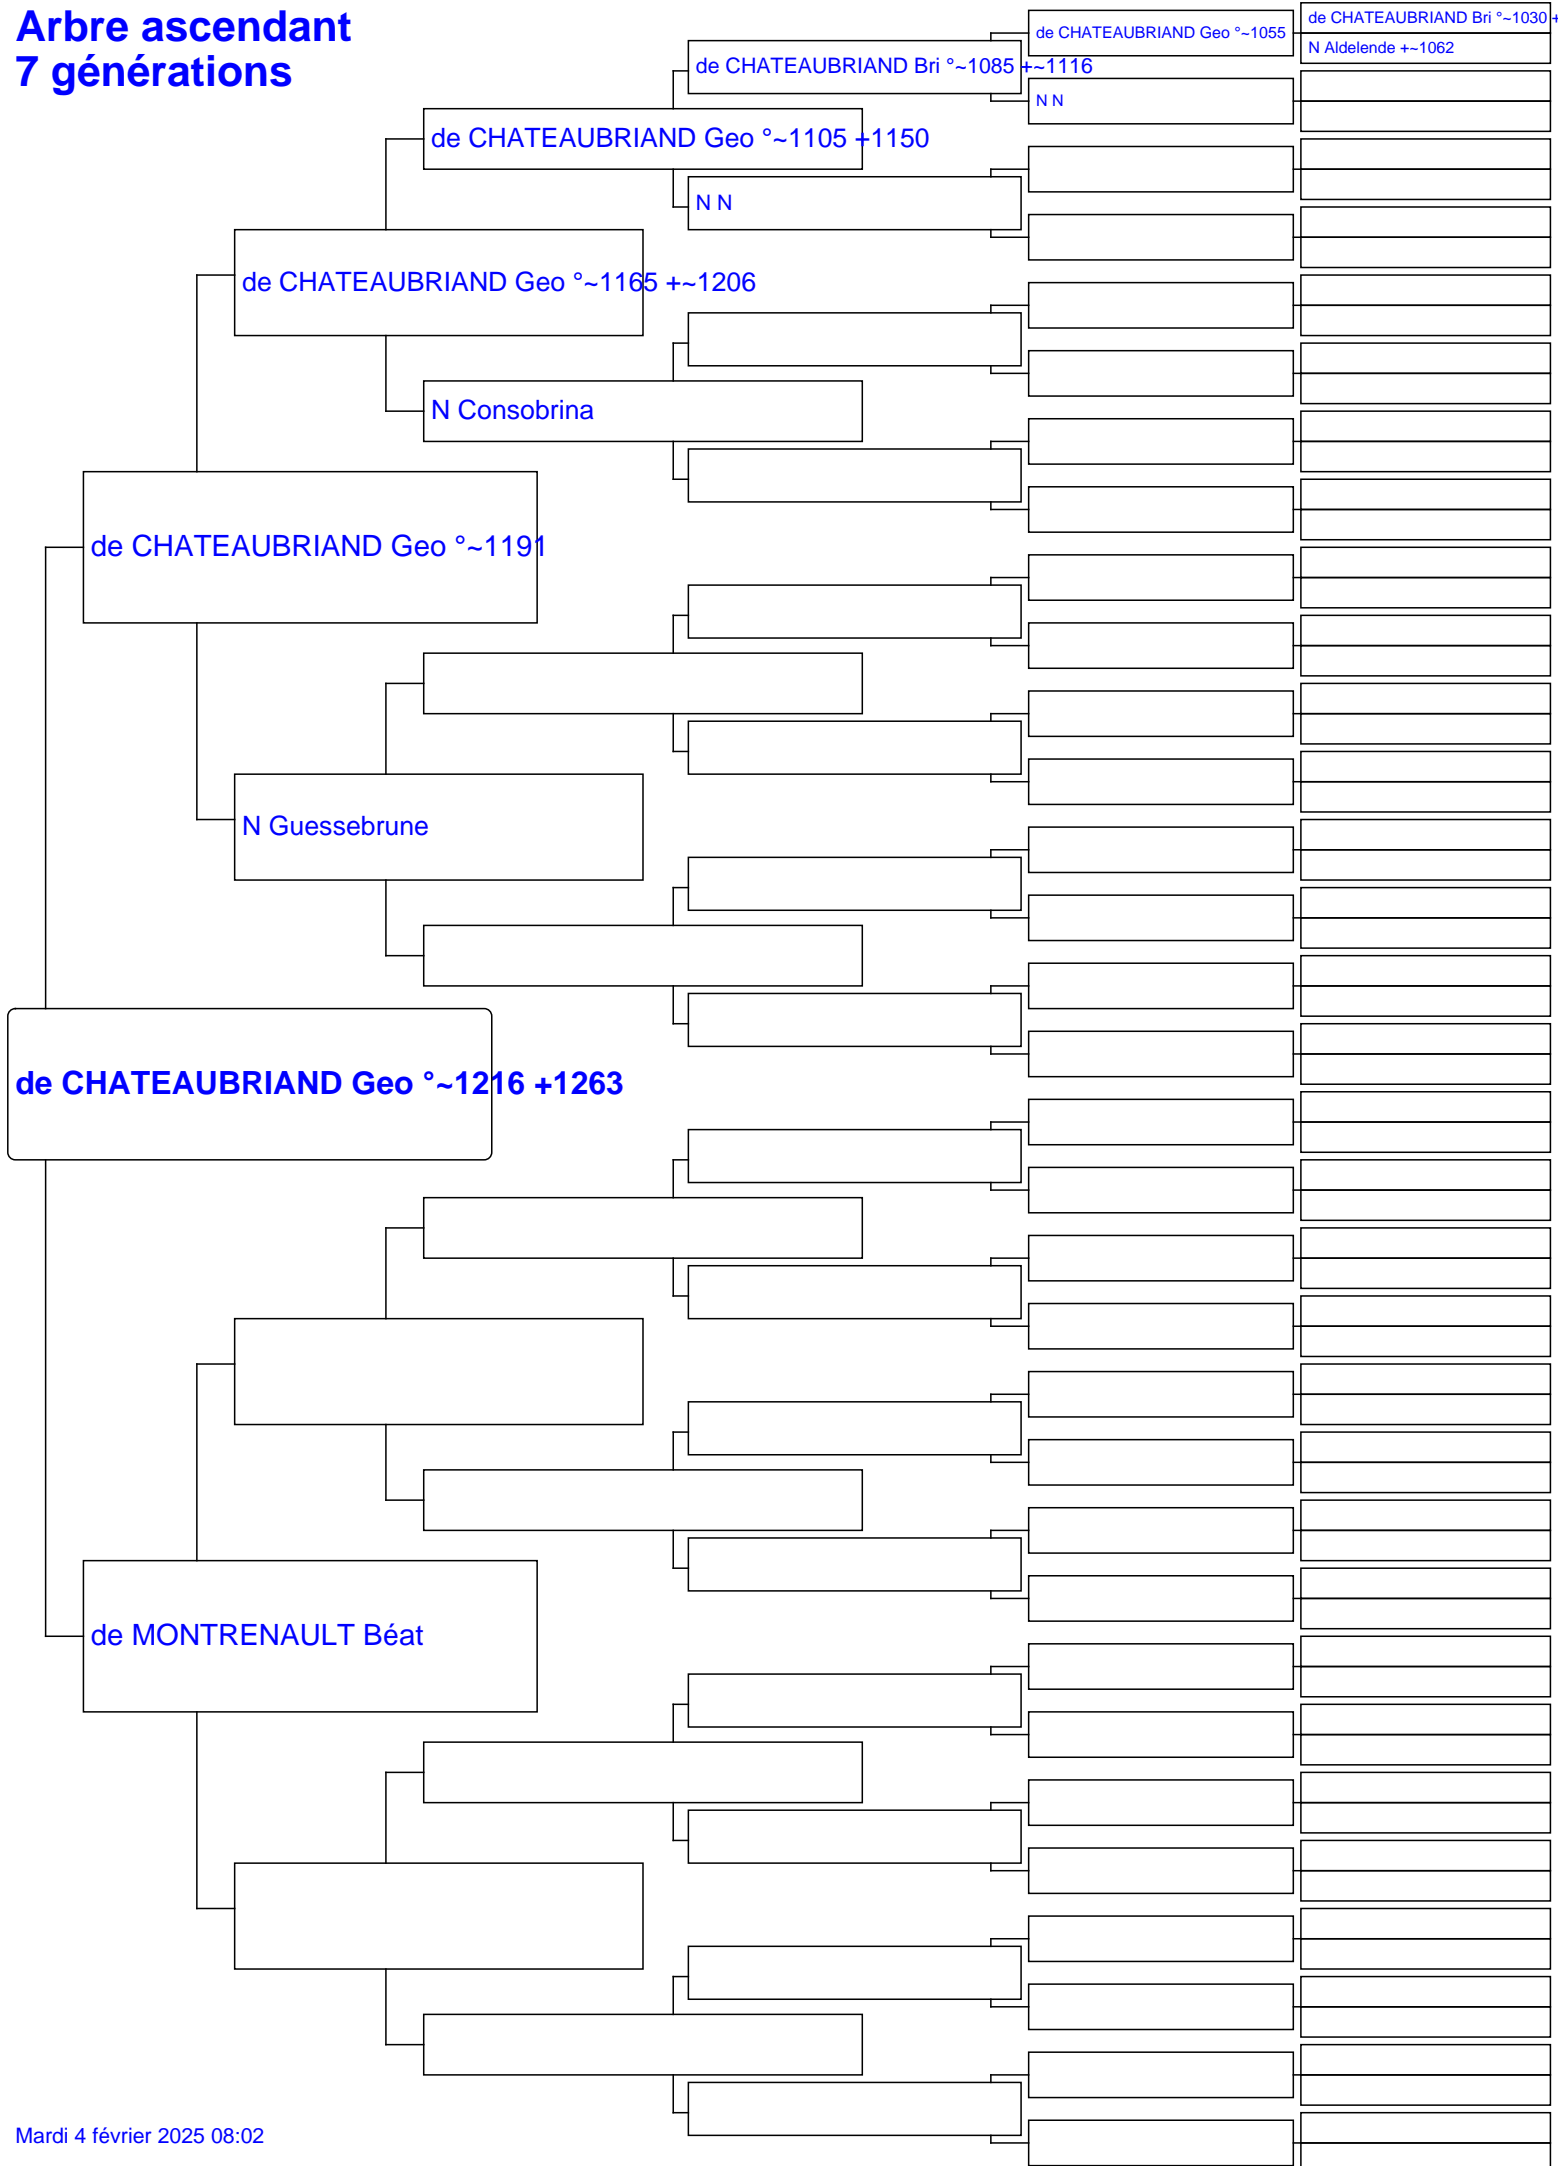 Arbre ascendant
7 générations
de CHATEAUBRIAND Bri °~1030 +
de CHATEAUBRIAND Geo °~1055
N Aldelende +~1062
de CHATEAUBRIAND Bri °~1085 +~1116
N N
de CHATEAUBRIAND Geo °~1105 +1150
N N
de CHATEAUBRIAND Geo °~1165 +~1206
N Consobrina
de CHATEAUBRIAND Geo °~1191
N Guessebrune
de CHATEAUBRIAND Geo °~1216 +1263
de MONTRENAULT Béat
Mardi 4 février 2025 08:02